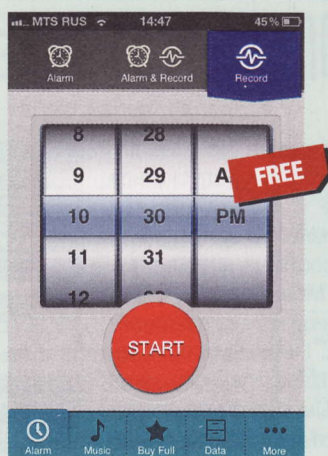 MTS RUS 14:47 45%
Alarm Alarm & Record Record
8 28
9 29 A
FREE
10 30 PM
11 31
12
START
Alarm Music Buy Full Data More